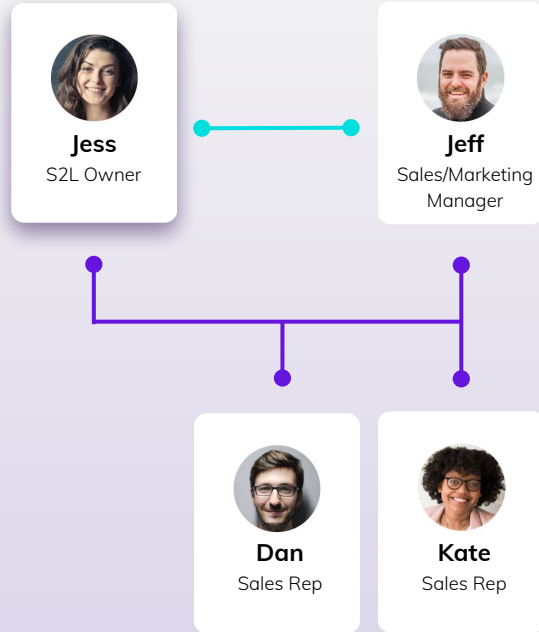 Jess
S2L Owner
Jeff
Sales/Marketing
Manager
Dan
Sales Rep
Kate
Sales Rep